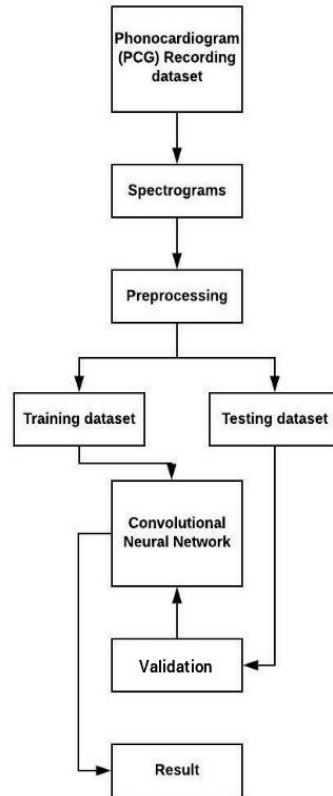 Phonocardiogram
(PCG) Recording
dataset
Spectrograms
Preprocessing
Training dataset
Testing dataset
Convolutional
Neural Network
Validation
Result